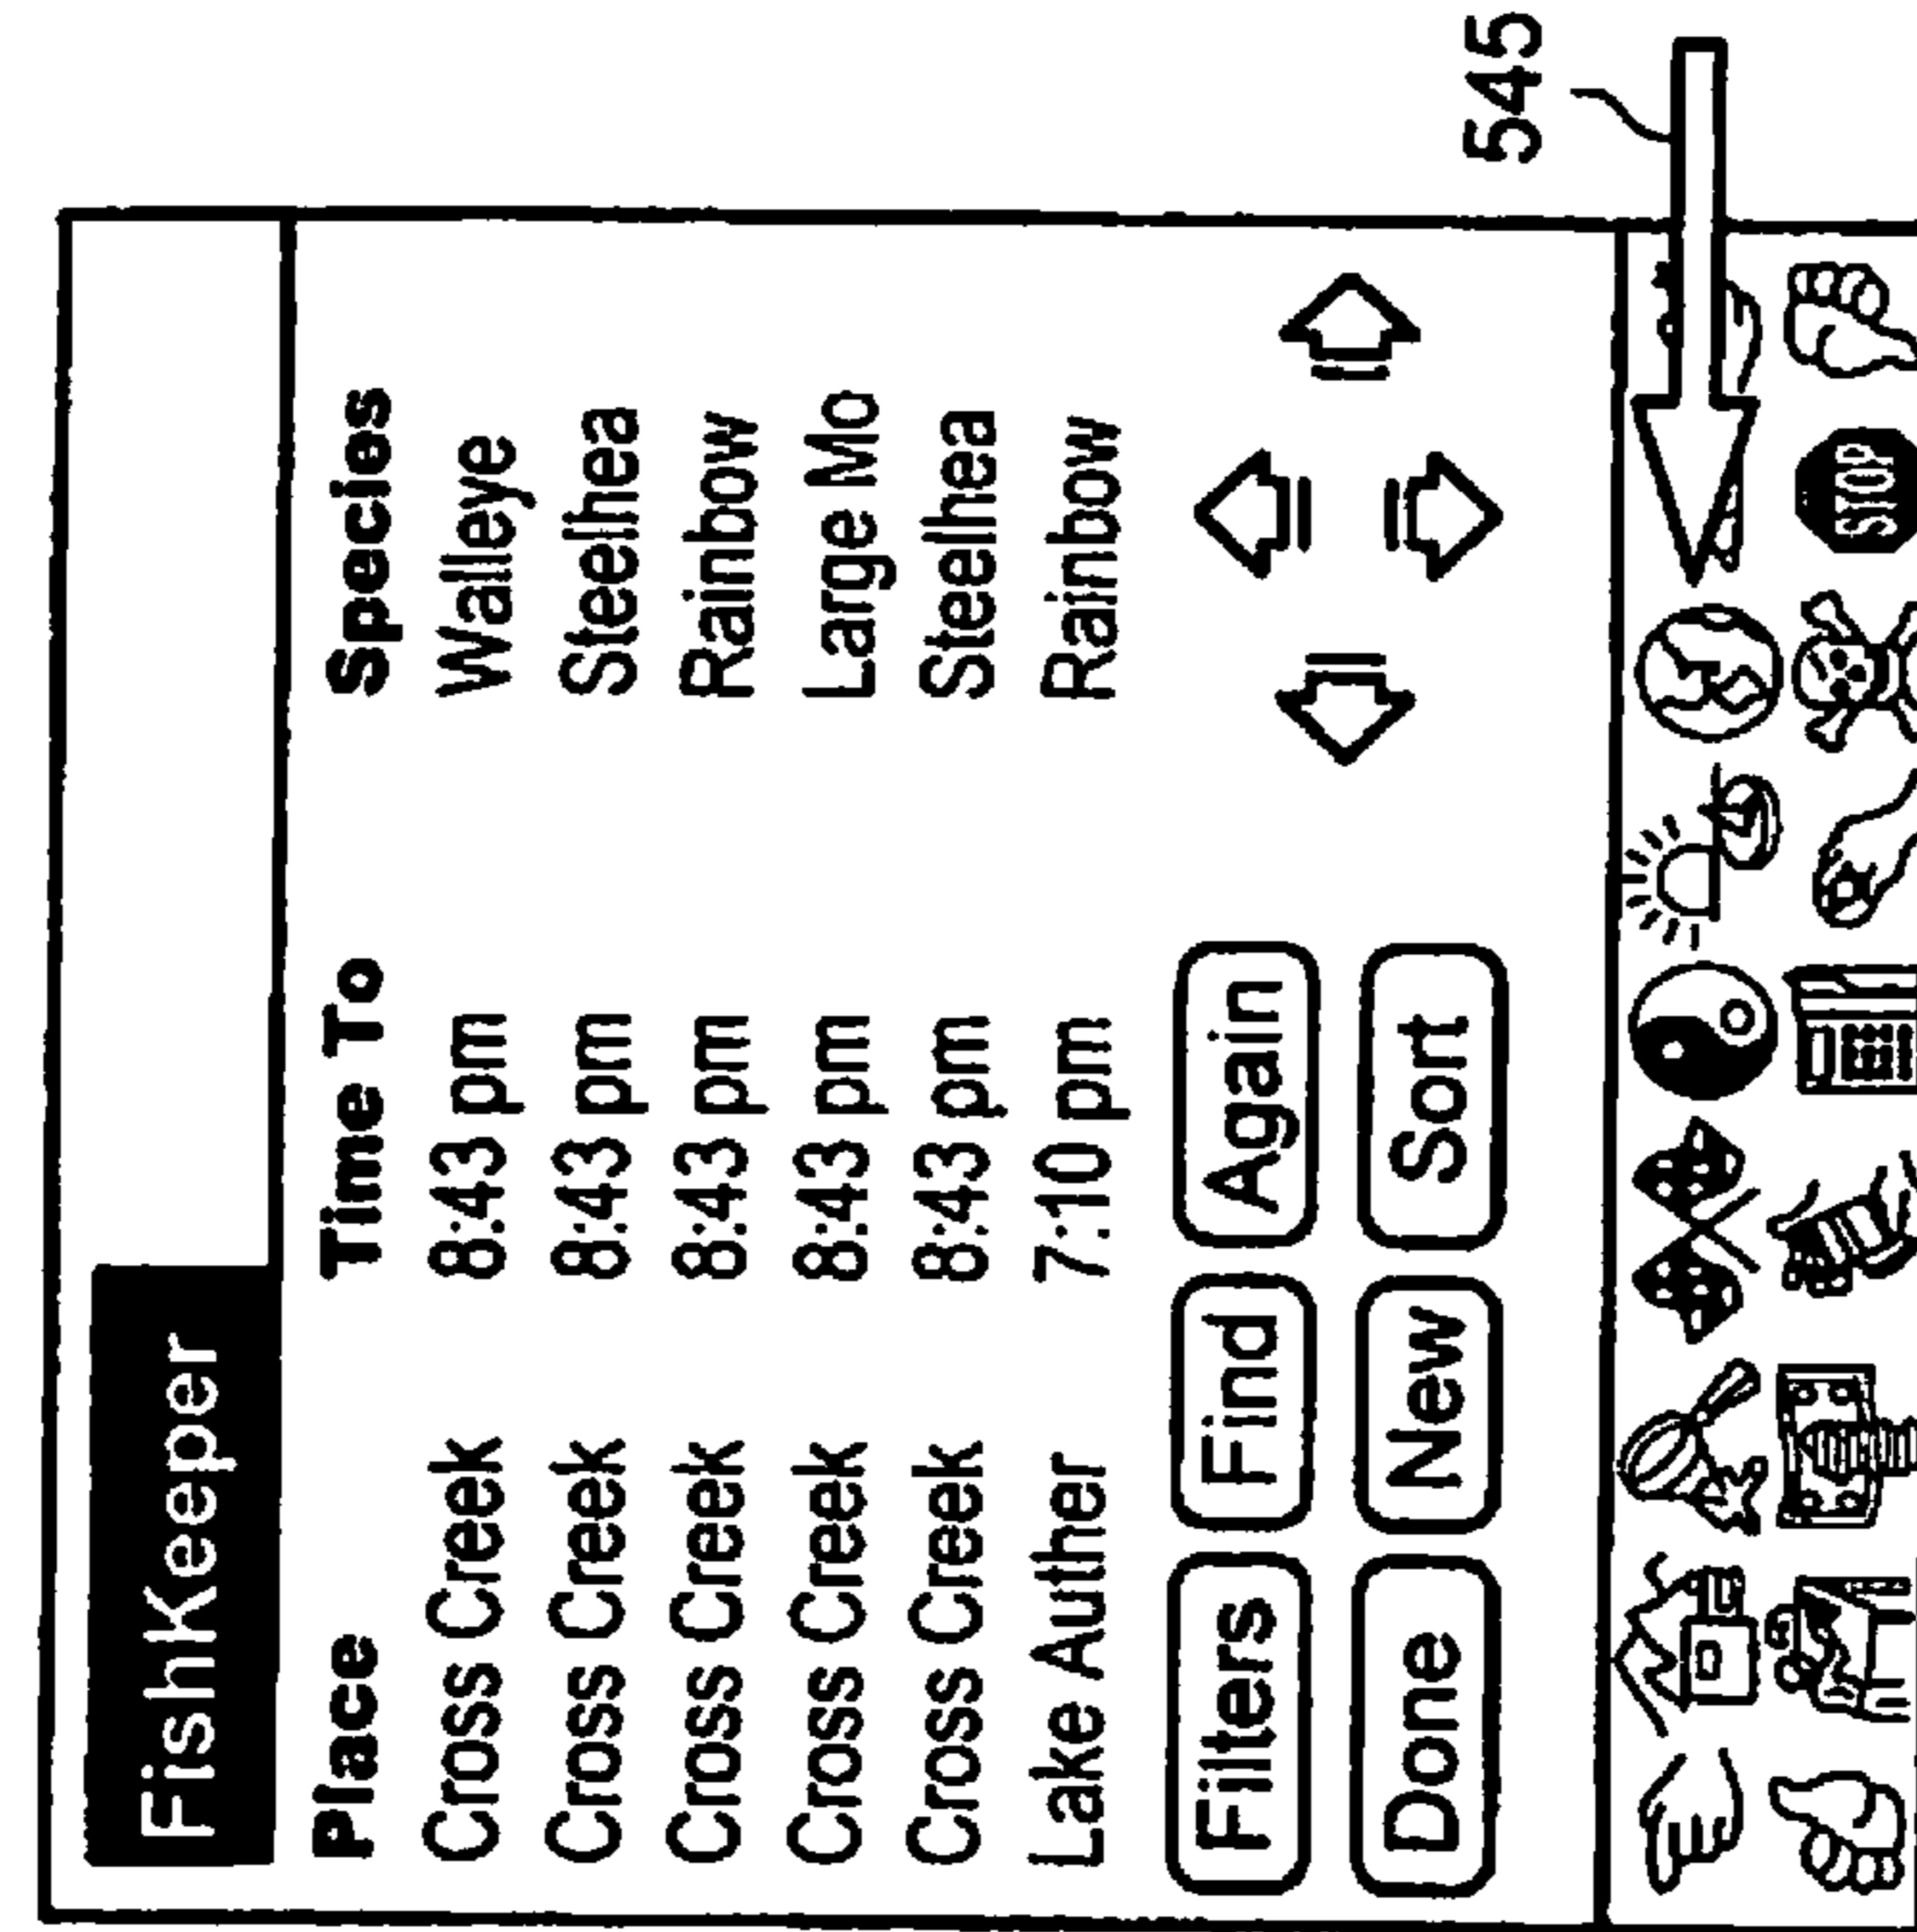 FishKeeper
Place Time To Species
Cross Creek 8:43 pm Walleye
Cross Creek 8:43 pm Steelhea
Cross Creek 8:43 pm Rainbow
Cross Creek 8:43 pm Large Mo
Cross Creek 8:43 pm Steelhea
Lake Auther 7:10 pm Rainbow
Filters Find Again
Done New Sort
545
STOP